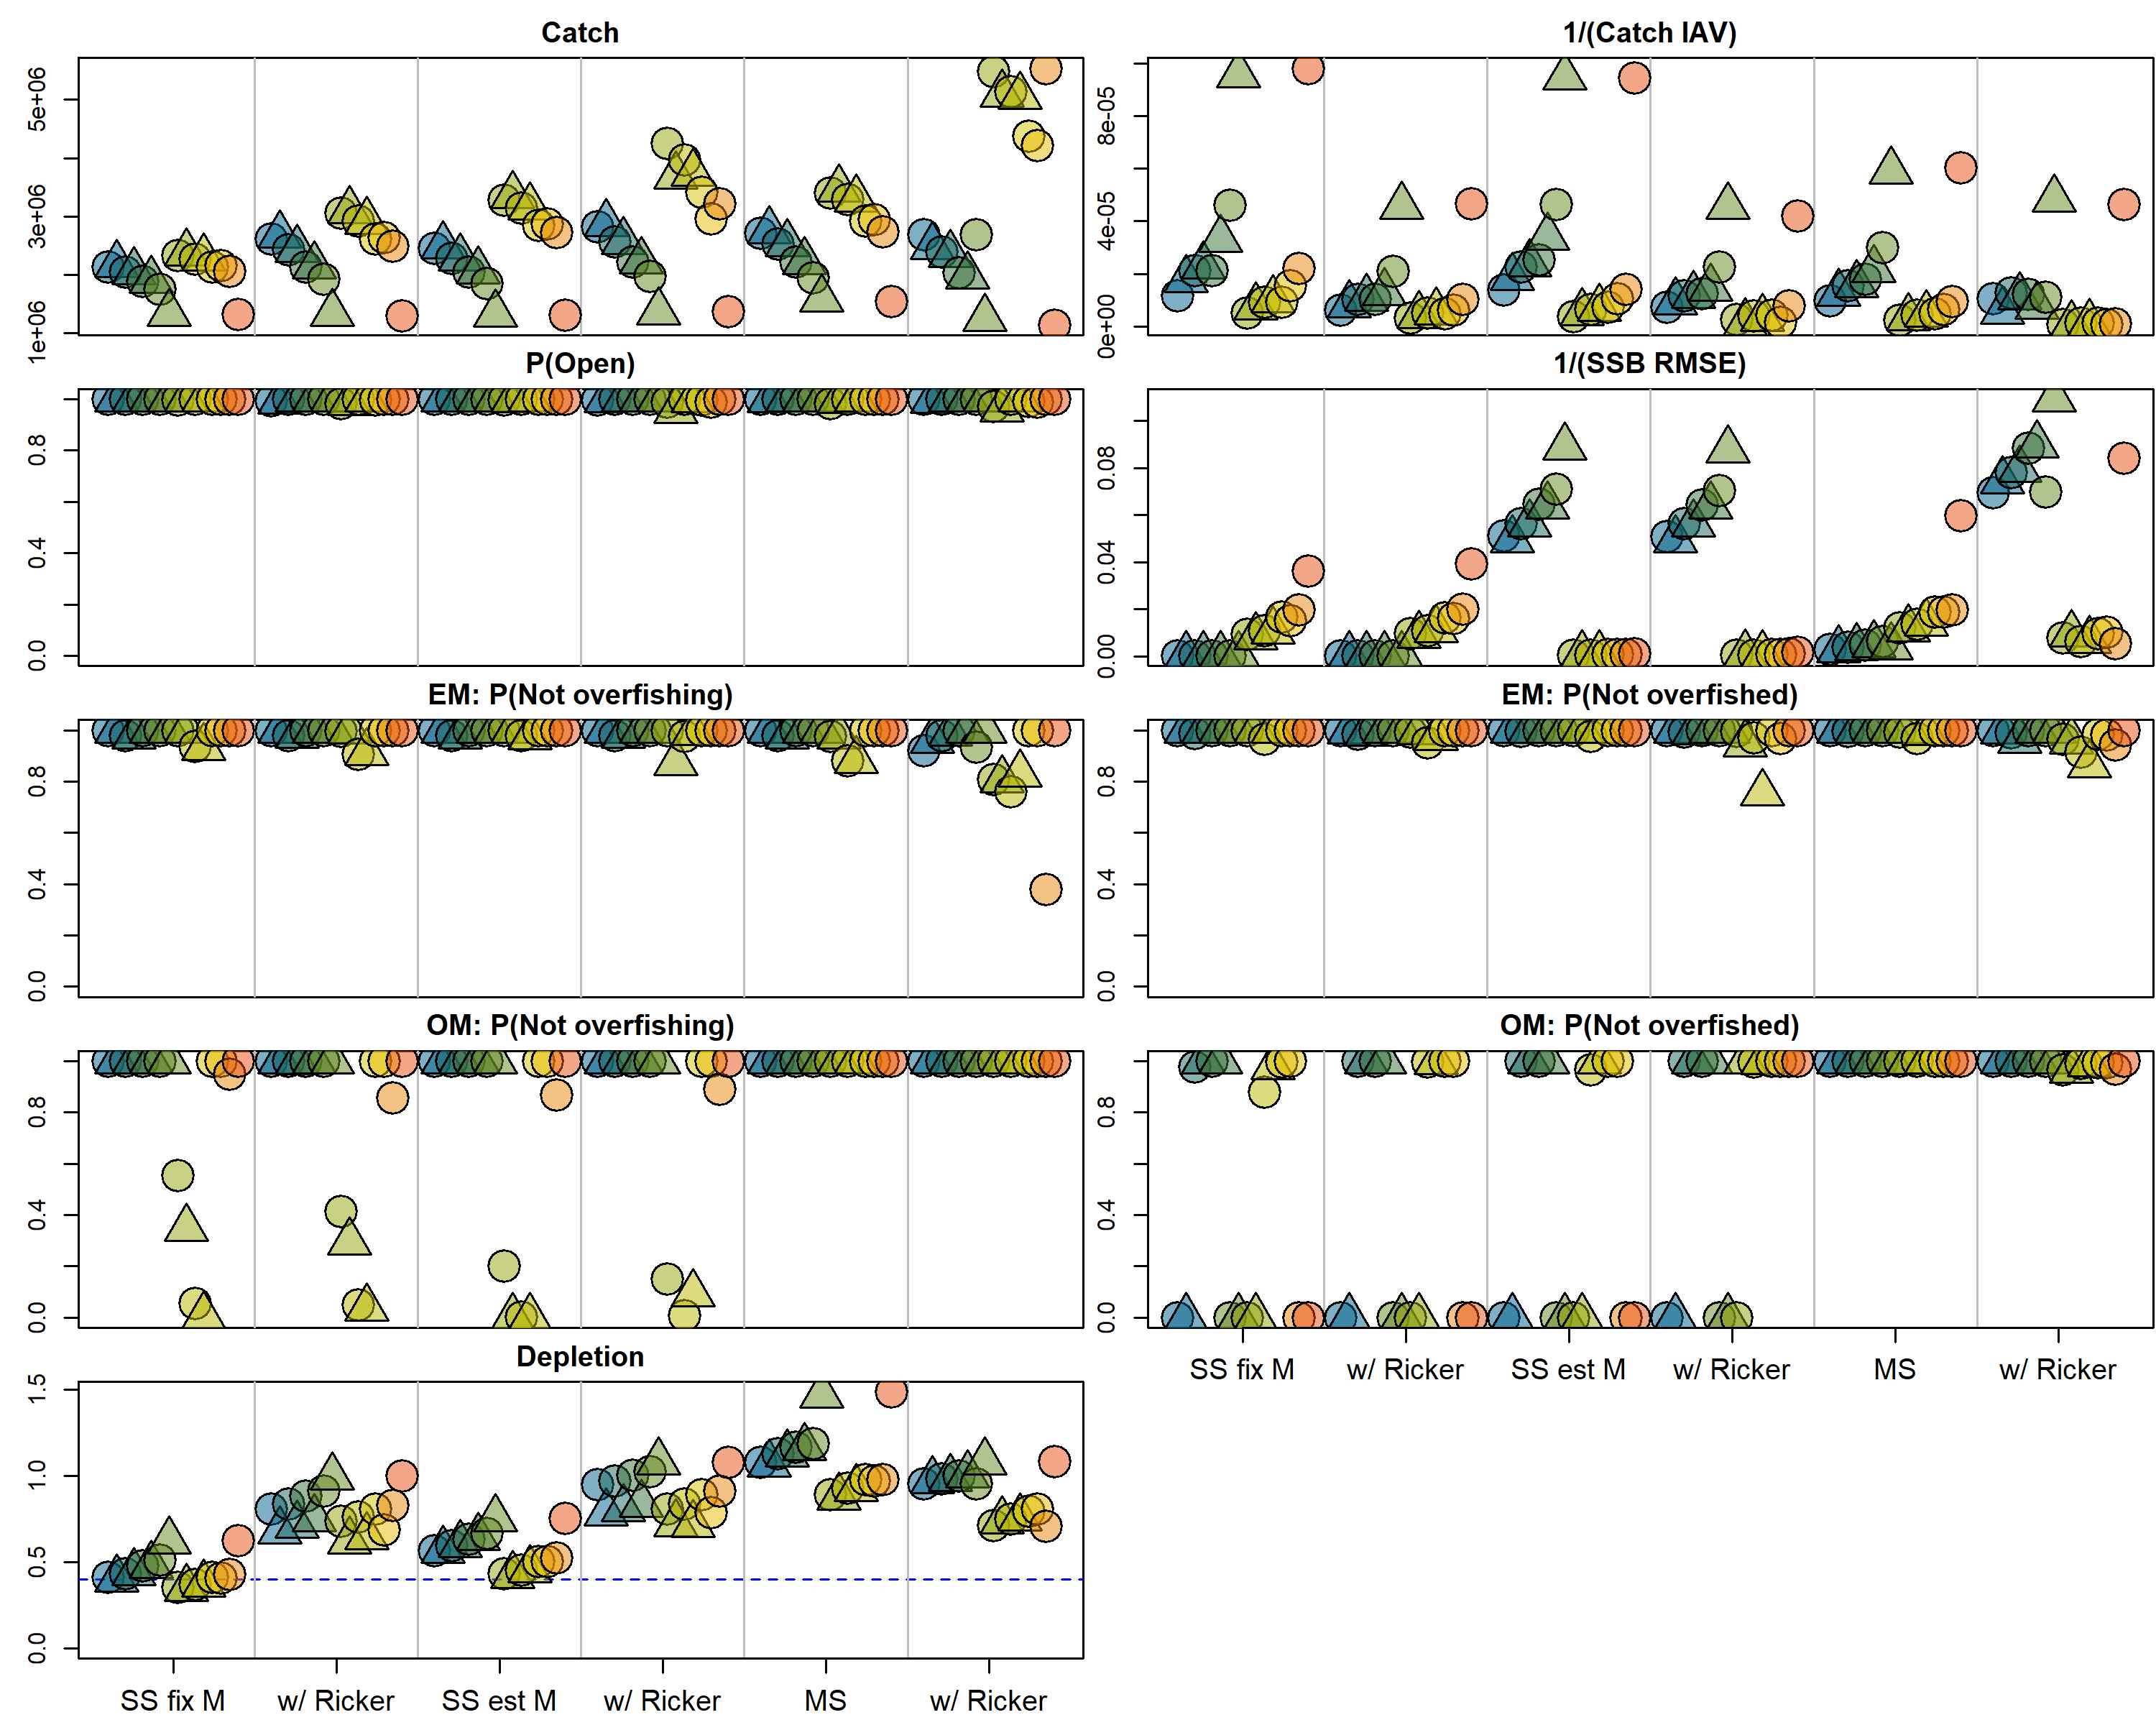 Catch
1e+06 3e+06 5e+06
1/(Catch IAV)
0e+00 4e-05 8e-05
P(Open)
0.0 0.4 0.8
1/(SSB RMSE)
0.00 0.04 0.08
EM: P(Not overfishing)
0.0 0.4 0.8
EM: P(Not overfished)
0.0 0.4 0.8
OM: P(Not overfishing)
0.0 0.4 0.8
OM: P(Not overfished)
0.0 0.4 0.8
SS fix M w/ Ricker SS est M w/ Ricker MS w/ Ricker
Depletion
0.0 0.5 1.0 1.5
SS fix M w/ Ricker SS est M w/ Ricker MS w/ Ricker